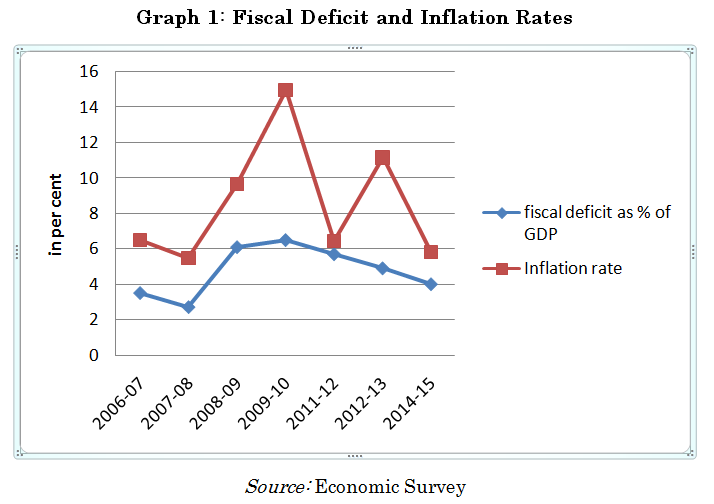 Graph 1: Fiscal Deficit and Inflation Rates
16
14
12
10
8
6
4
2
0
in per cent
2006-07
2007-08
2008-09
2009-10
2011-12
2012-13
2014-15
fiscal deficit as % of
GDP
Inflation rate
Source: Economic Survey